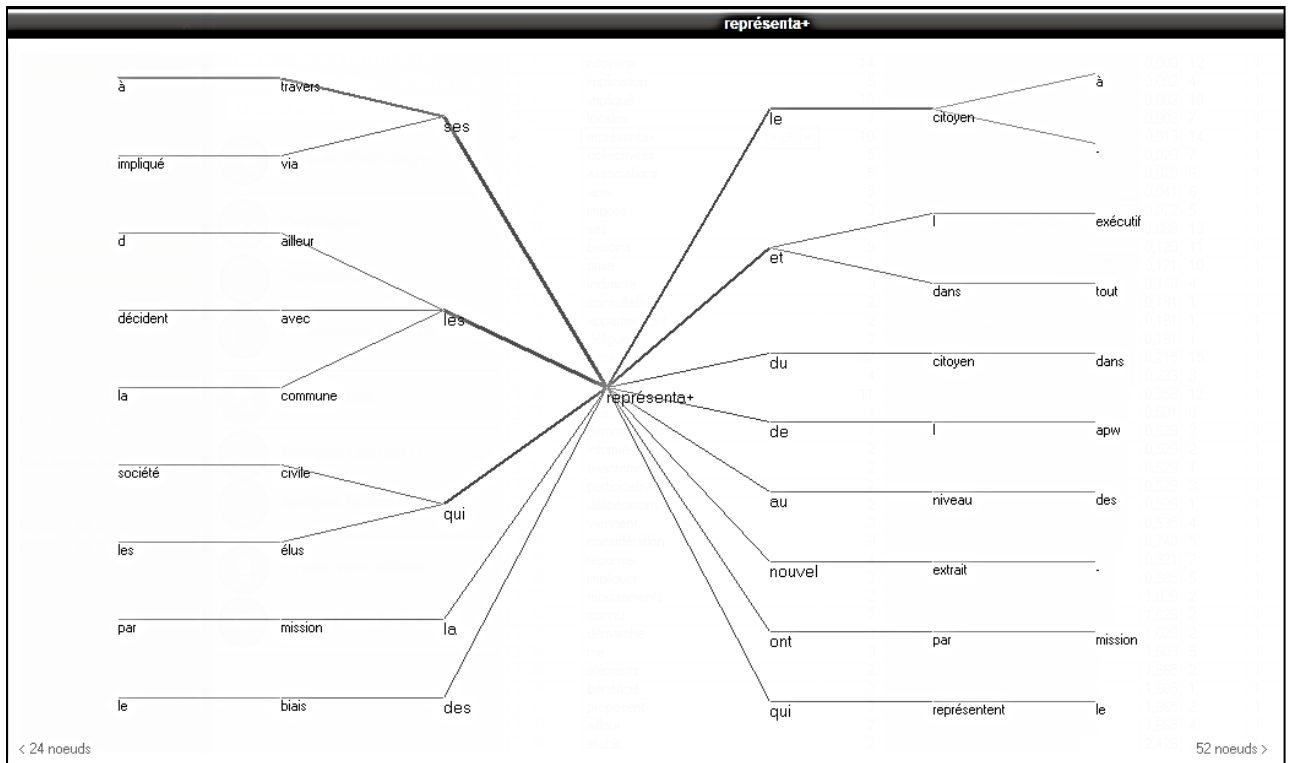 représenta+
à travers ses
impliqué via
d ailleur
décident avec les
la commune
société civile
qui
les élus
par mission la
le biais des
représenta+
le citoyen à
-
et l exécutif
dans tout
du citoyen dans
de l apw
au niveau des
nouvel extrait -
ont par mission
qui représentent le
< 24 noeuds
52 noeuds >